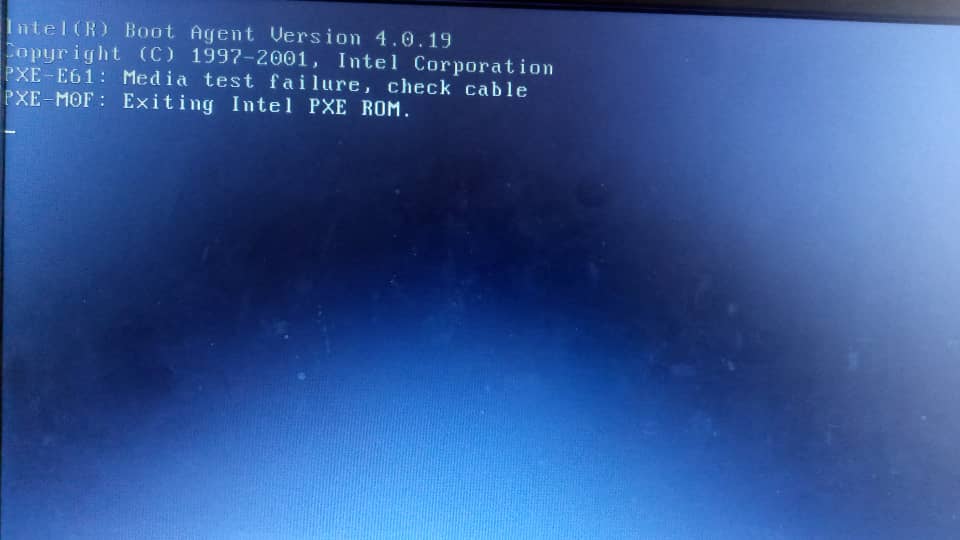 Intel(R) Boot Agent Version 4.0.19
Copyright (C) 1997-2001, Intel Corporation
PXE-E61: Media test failure, check cable
PXE-M0F: Exiting Intel PXE ROM.